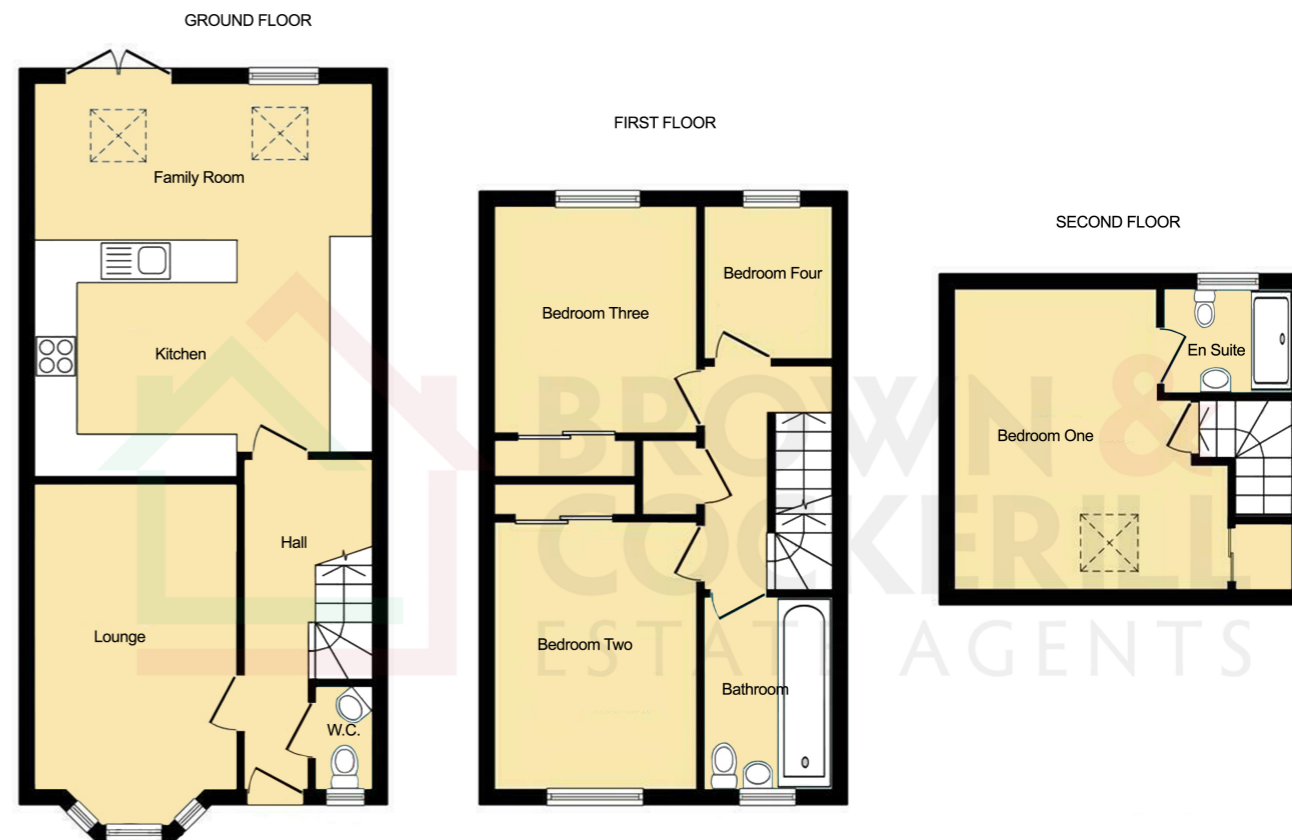 GROUND FLOOR
Family Room
Kitchen
Hall
Lounge
W.C.
FIRST FLOOR
Bedroom Three
Bedroom Four
Bedroom Two
Bathroom
SECOND FLOOR
En Suite
Bedroom One
BROWN &
COCKERILL
ESTATE AGENTS